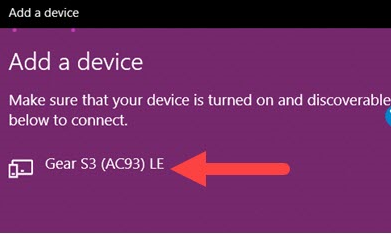 Add a device
Add a device
Make sure that your device is turned on and discoverable
below to connect.
Gear S3 (AC93) LE